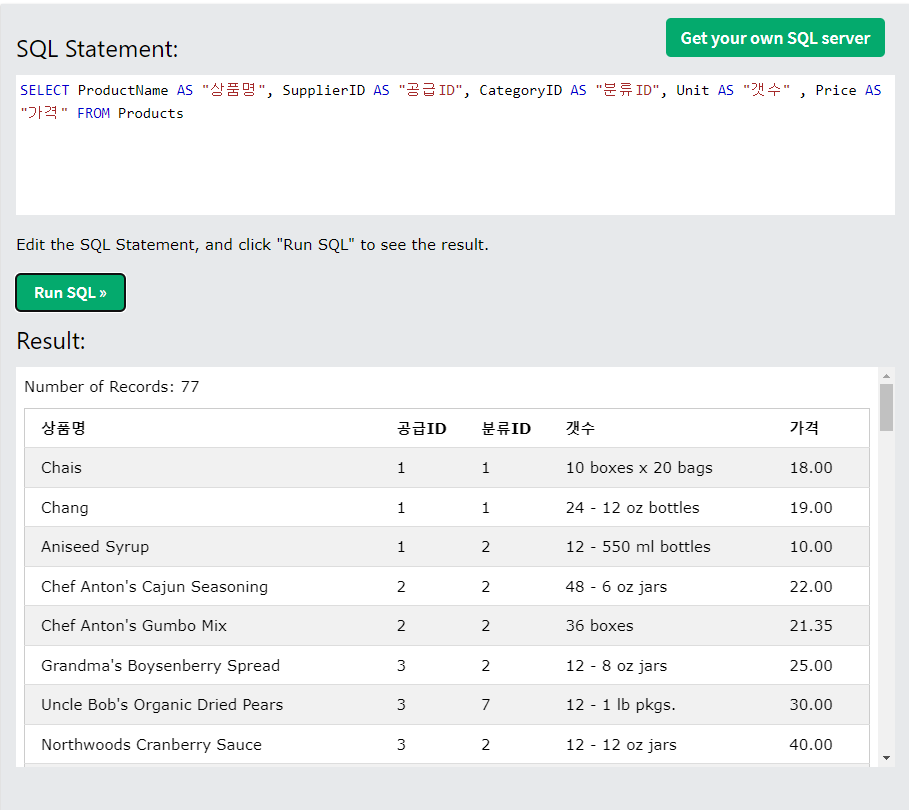 Get your own SQL server
SQL Statement:
SELECT ProductName AS "상품명", SupplierID AS "공급ID", CategoryID AS "분류ID", Unit AS "갯수" , Price AS
"가격" FROM Products
Edit the SQL Statement, and click "Run SQL" to see the result.
Run SQL »
Result:
Number of Records: 77
상품명 공급ID 분류ID 갯수 가격
Chais 1 1 10 boxes x 20 bags 18.00
Chang 1 1 24 - 12 oz bottles 19.00
Aniseed Syrup 1 2 12 - 550 ml bottles 10.00
Chef Anton's Cajun Seasoning 2 2 48 - 6 oz jars 22.00
Chef Anton's Gumbo Mix 2 2 36 boxes 21.35
Grandma's Boysenberry Spread 3 2 12 - 8 oz jars 25.00
Uncle Bob's Organic Dried Pears 3 7 12 - 1 lb pkgs. 30.00
Northwoods Cranberry Sauce 3 2 12 - 12 oz jars 40.00